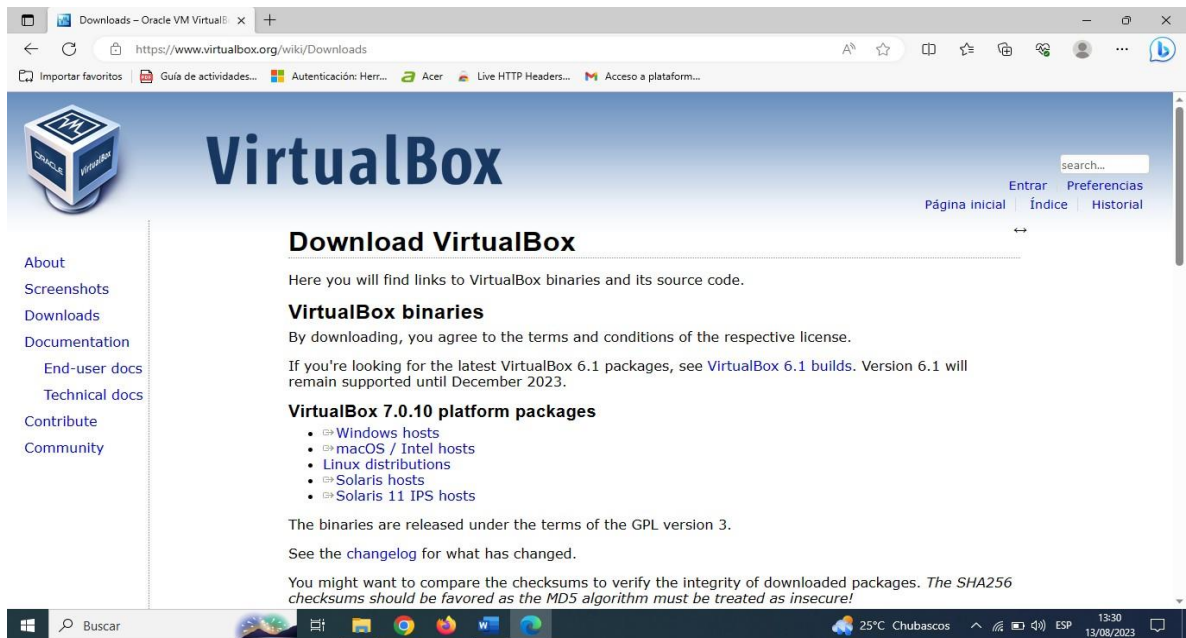 Downloads – Oracle VM VirtualB
https://www.virtualbox.org/wiki/Downloads
Importar favoritos
Guía de actividades...
Autenticación: Herr...
Acer
Live HTTP Headers...
Acceso a plataform...
ORACLE
VirtualBox
VirtualBox
search...
Entrar Preferencias
Página inicial Índice Historial
About
Screenshots
Downloads
Documentation
End-user docs
Technical docs
Contribute
Community
Download VirtualBox
Here you will find links to VirtualBox binaries and its source code.
VirtualBox binaries
By downloading, you agree to the terms and conditions of the respective license.
If you're looking for the latest VirtualBox 6.1 packages, see VirtualBox 6.1 builds. Version 6.1 will
remain supported until December 2023.
VirtualBox 7.0.10 platform packages
Windows hosts
macOS / Intel hosts
Linux distributions
Solaris hosts
Solaris 11 IPS hosts
The binaries are released under the terms of the GPL version 3.
See the changelog for what has changed.
You might want to compare the checksums to verify the integrity of downloaded packages. The SHA256
checksums should be favored as the MD5 algorithm must be treated as insecure!
Buscar
25°C Chubascos
ESP
13:30
13/08/2023